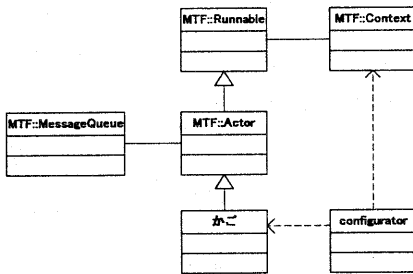 MTF::Runnable
MTF::Context
MTF::MessageQueue
MTF::Actor
かご
configurator